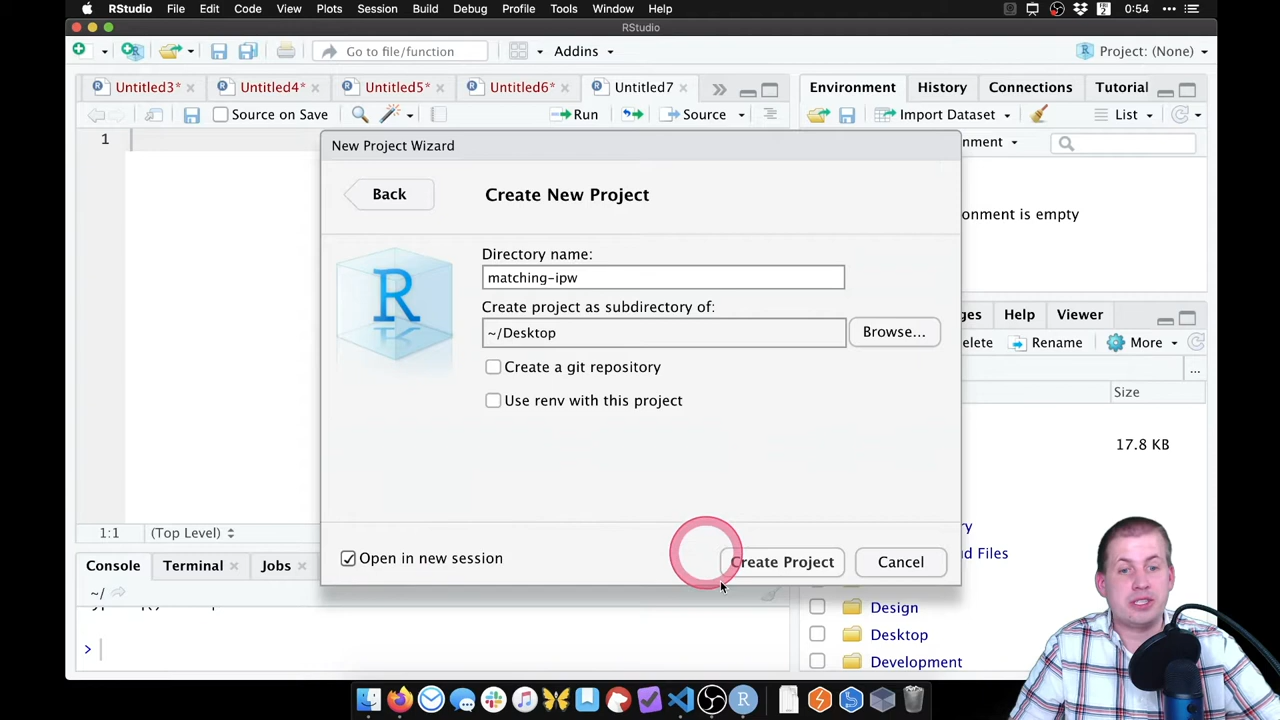 RStudio File Edit Code View Plots Session Build Debug Profile Tools Window Help 2 0:54
RStudio
Go to file/function Addins Project: (None)
Untitled3* Untitled4* Untitled5* Untitled6* Untitled7
Environment History Connections Tutorial
Source on Save Run Source
Import Dataset List
1
nment
onment is empty
New Project Wizard
Back Create New Project
R
Directory name:
matching-ipw
Create project as subdirectory of:
~/Desktop Browse...
Create a git repository
Use renv with this project
Open in new session Create Project Cancel
ges Help Viewer
elete Rename More
...
Size
17.8 KB
ry
ud Files
Design
Desktop
Development
1:1 (Top Level)
Console Terminal Jobs
~/
>